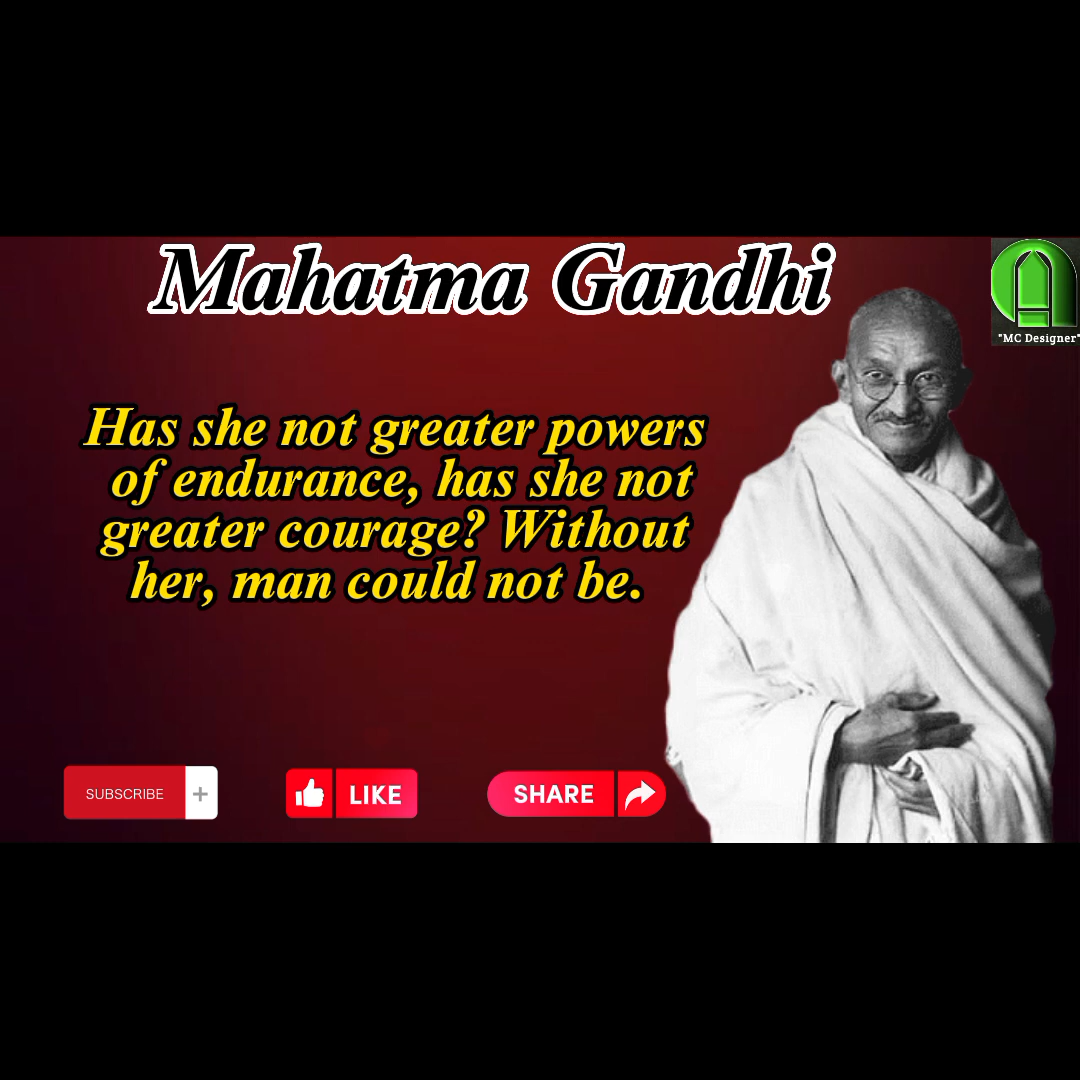 Mahatma Gandhi
"MC Designer"
Has she not greater powers
of endurance, has she not
greater courage? Without
her, man could not be.
SUBSCRIBE +
LIKE
SHARE